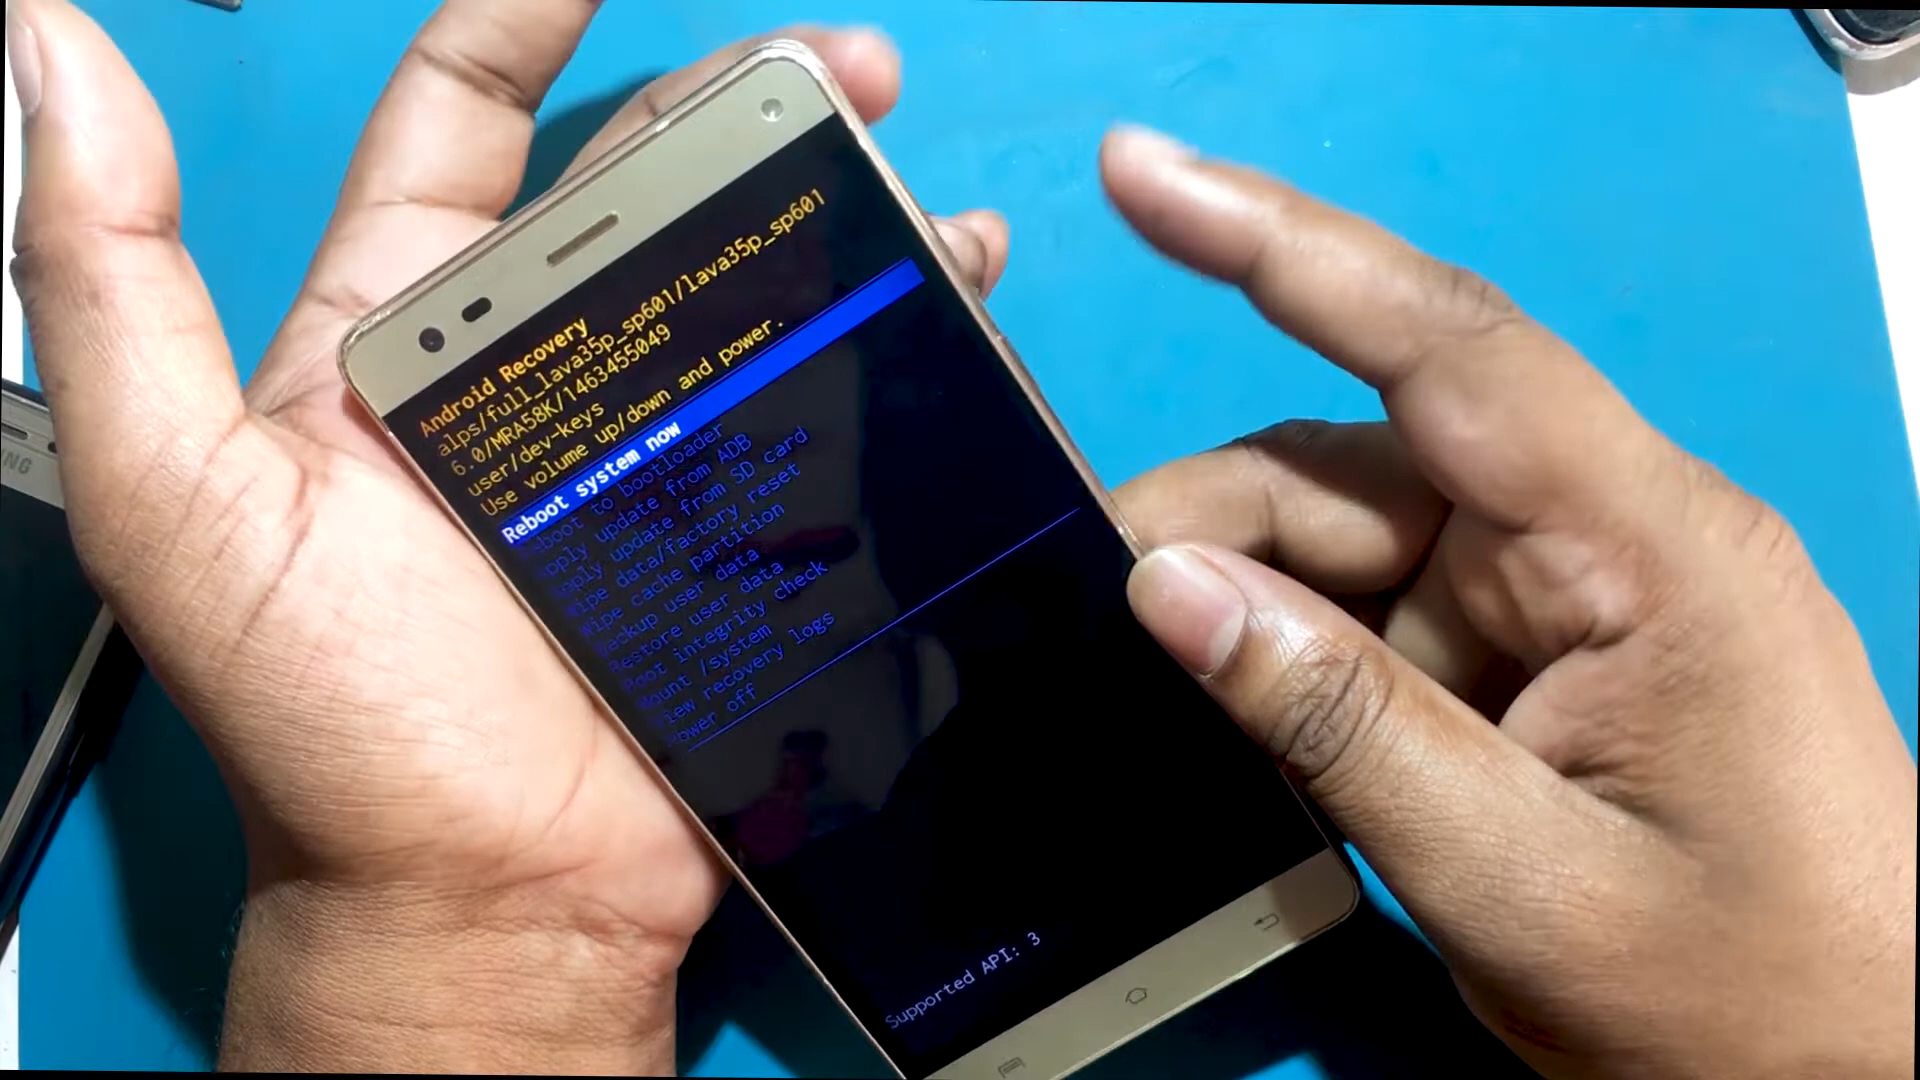 Android Recovery
alps/full_lava35p_sp601/lava35p_sp601
6.0/MRA58K/1463455049
user/dev-keys
Use volume up/down and power.
Reboot system now
Reboot to bootloader
Apply update from ADB
Apply update from SD card
Wipe data/factory reset
Wipe cache partition
Backup user data
Restore user data
Root integrity check
Mount /system
View recovery logs
Power off
Supported API: 3